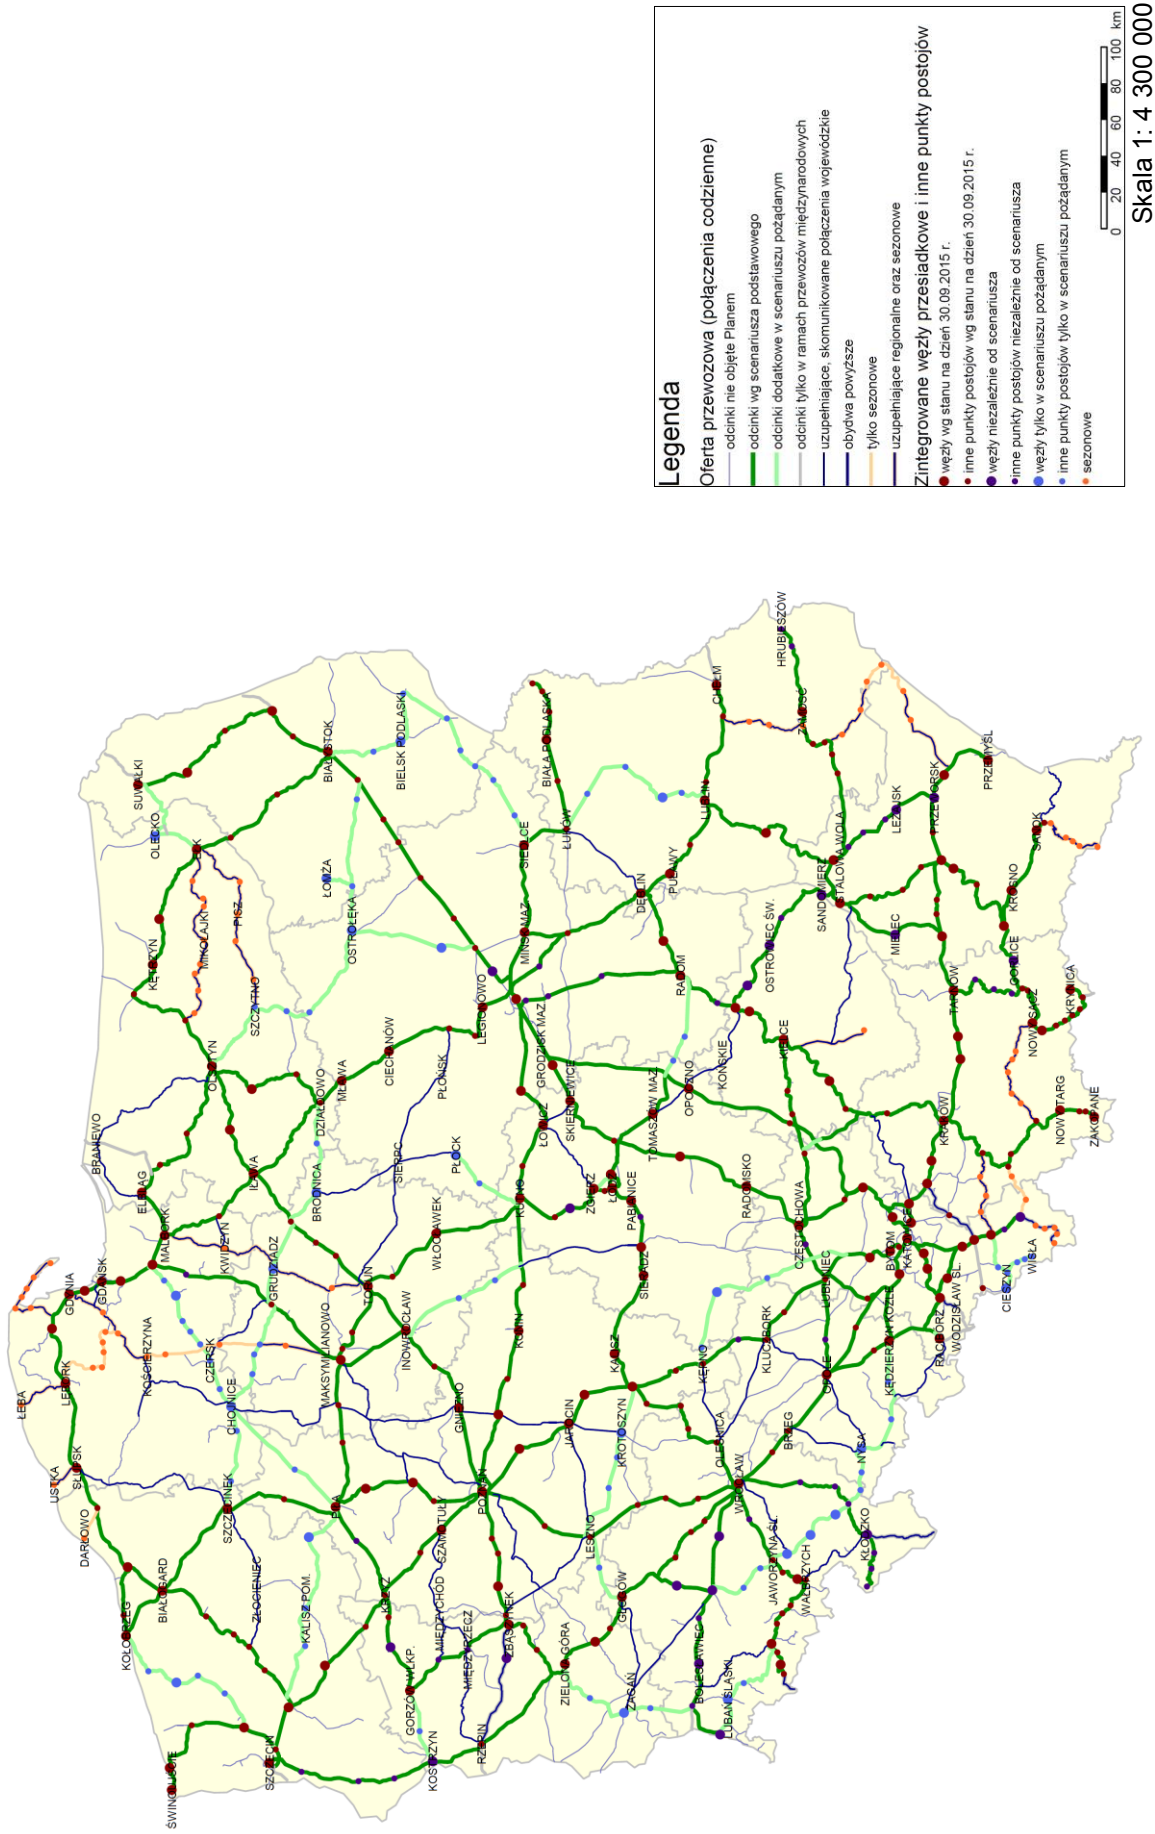 ŁEBA
USTKA
SŁUPSK
LĘBORK
GDYNIA
DARŁOWO
GDAŃSK
BRANIEWO
KOŁOBRZEG
KOŚCIERZYNA
ELBLĄG
MALBORK
KĘTRZYN
OLECKO
SUWAŁKI
BIAŁOGARD
ŚWINOUJŚCIE
CZERSK
KWIDZYN
OLSZTYN
MIKOŁAJKI
EŁK
SZCZECINEK
CHOJNICE
PISZ
SZCZYTNO
ZŁOCIENIEC
GRUDZIĄDZ
IŁAWA
SZCZECIN
KALISZ POM.
MAKSYMILIANOWO
BRODNICA
DZIAŁDOWO
ŁOMŻA
BIAŁYSTOK
PIŁA
MŁAWA
OSTROŁĘKA
TORUŃ
KRZYŻ
CIECHANÓW
BIELSK PODLASKI
GORZÓW WLKP.
INOWROCŁAW
SIERPC
WŁOCŁAWEK
PŁOŃSK
KOSTRZYN
MIĘDZYCHÓD
SZAMOTUŁY
PŁOCK
GNIEZNO
MIĘDZYRZECZ
LEGIONOWO
RZEPIN
POZNAŃ
ZBĄSZYNEK
KONIN
KUTNO
MIŃSK MAZ.
SIEDLCE
BIAŁA PODLASKA
GRODZISK MAZ.
ŁOWICZ
SKIERNIEWICE
ŁUKÓW
ZIELONA GÓRA
JAROCIN
LESZNO
ZGIERZ
ŁÓDŹ
KALISZ
GŁOGÓW
KROTOSZYN
PABIANICE
SIERADZ
DĘBLIN
TOMASZÓW MAZ.
ŻAGAŃ
PUŁAWY
RADOM
OPOCZNO
BOLESŁAWIEC
KĘPNO
LUBLIN
CHEŁM
LUBAŃ ŚLĄSKI
OLEŚNICA
KOŃSKIE
WROCŁAW
RADOMSKO
KLUCZBORK
OSTROWIEC ŚW.
HRUBIESZÓW
JAWORZYNA ŚL.
BRZEG
CZĘSTOCHOWA
KIELCE
ZAMOŚĆ
WAŁBRZYCH
OPOLE
LUBLINIEC
SANDOMIERZ
STALOWA WOLA
NYSA
KŁODZKO
KĘDZIERZYN KOŹLE
BYTOM
KATOWICE
MIELEC
LEŻAJSK
RACIBÓRZ
WODZISŁAW ŚL.
KRAKÓW
TARNÓW
PRZEWORSK
PRZEMYŚL
CIESZYN
WISŁA
GORLICE
KROSNO
NOWY SĄCZ
SANOK
NOWY TARG
KRYNICA
ZAKOPANE
Legenda
Oferta przewozowa (połączenia codzienne)
odcinki nie objęte Planem
odcinki wg scenariusza podstawowego
odcinki dodatkowe w scenariuszu pożądanym
odcinki tylko w ramach przewozów międzynarodowych
uzupełniające, skomunikowane połączenia wojewódzkie
obydwa powyższe
tylko sezonowe
uzupełniające regionalne oraz sezonowe
Zintegrowane węzły przesiadkowe i inne punkty postojów
węzły wg stanu na dzień 30.09.2015 r.
inne punkty postojów wg stanu na dzień 30.09.2015 r.
węzły niezależnie od scenariusza
inne punkty postojów niezależnie od scenariusza
węzły tylko w scenariuszu pożądanym
inne punkty postojów tylko w scenariuszu pożądanym
sezonowe
0 20 40 60 80 100 km
Skala 1: 4 300 000